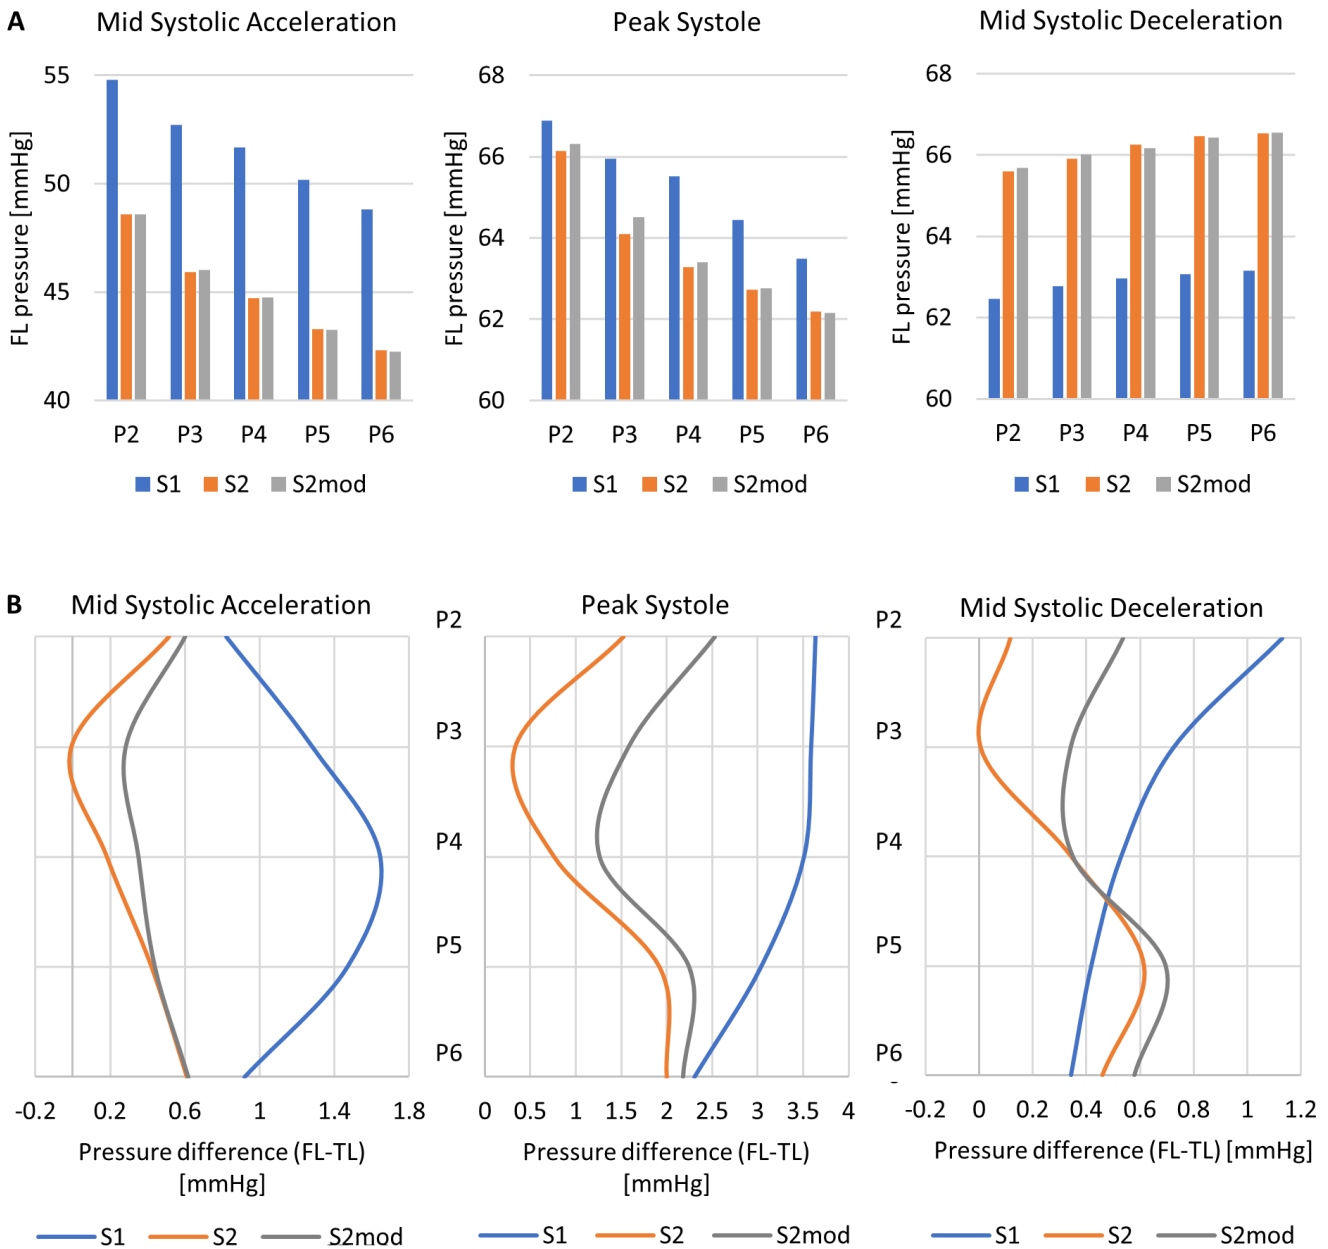 A
Mid Systolic Acceleration
Peak Systole
Mid Systolic Deceleration
FL pressure [mmHg]
55
50
45
40
P2 P3 P4 P5 P6
S1 S2 S2mod
FL pressure [mmHg]
68
66
64
62
60
P2 P3 P4 P5 P6
S1 S2 S2mod
FL pressure [mmHg]
68
66
64
62
60
P2 P3 P4 P5 P6
S1 S2 S2mod
B
Mid Systolic Acceleration
Peak Systole
Mid Systolic Deceleration
P2
P3
P4
P5
P6
P2
P3
P4
P5
P6
-0.2 0.2 0.6 1 1.4 1.8
Pressure difference (FL-TL)
[mmHg]
S1 S2 S2mod
0 0.5 1 1.5 2 2.5 3 3.5 4
Pressure difference (FL-TL)
[mmHg]
S1 S2 S2mod
-0.2 0 0.2 0.4 0.6 0.8 1 1.2
Pressure difference (FL-TL) [mmHg]
S1 S2 S2mod